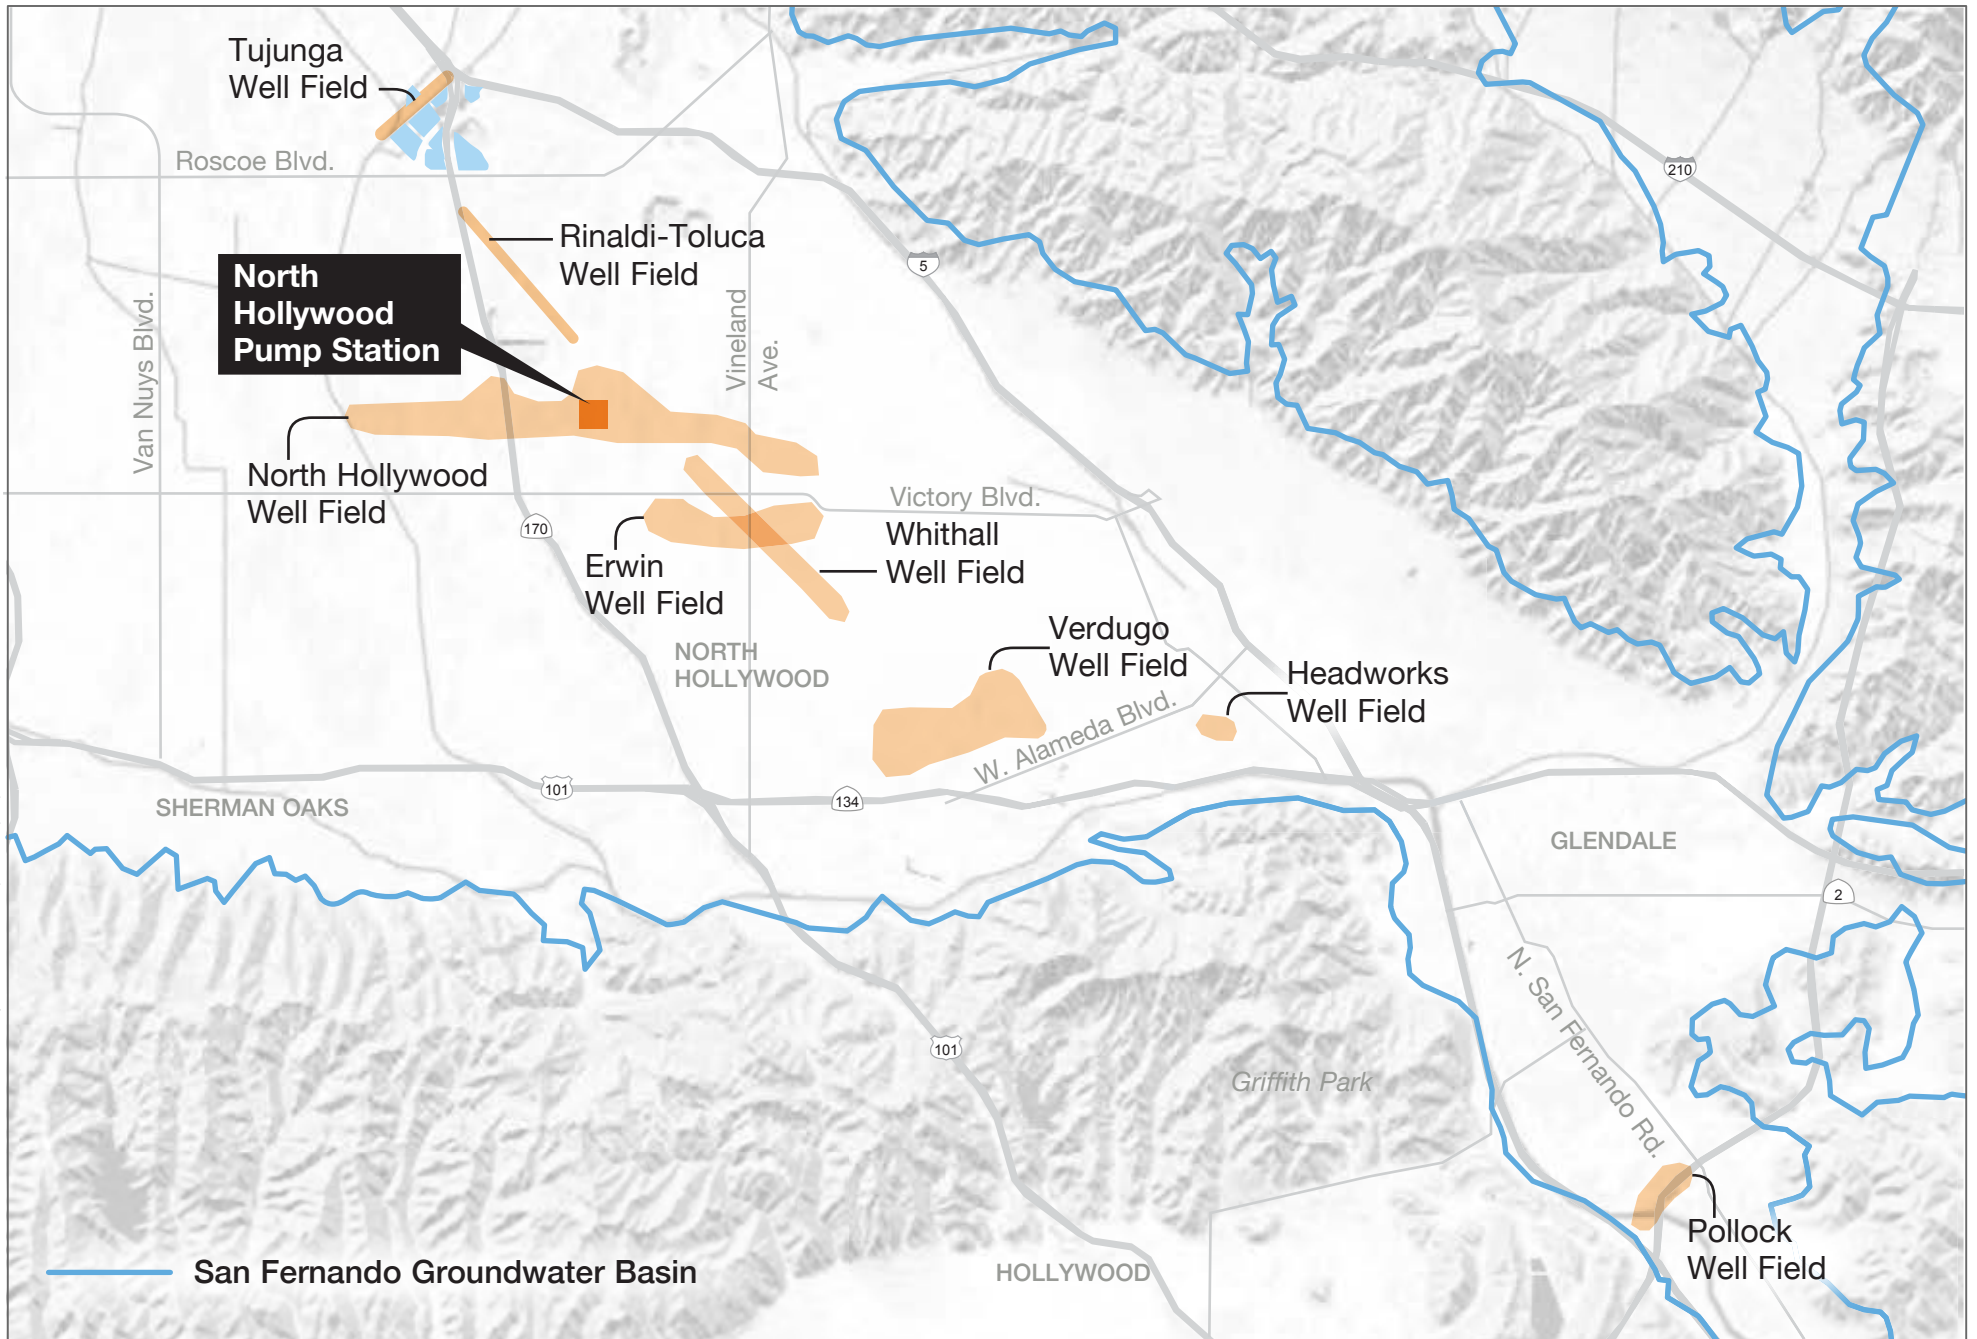 Tujunga
Well Field
Roscoe Blvd.
210
Rinaldi-Toluca
Well Field
5
North
Hollywood
Pump Station
Van Nuys Blvd.
Vineland
Ave.
North Hollywood
Well Field
Victory Blvd.
170
Whithall
Well Field
Erwin
Well Field
Verdugo
Well Field
NORTH
HOLLYWOOD
Headworks
Well Field
W. Alameda Blvd.
101
134
SHERMAN OAKS
GLENDALE
2
N. San Fernando Rd.
101
Griffith Park
Pollock
Well Field
San Fernando Groundwater Basin
HOLLYWOOD